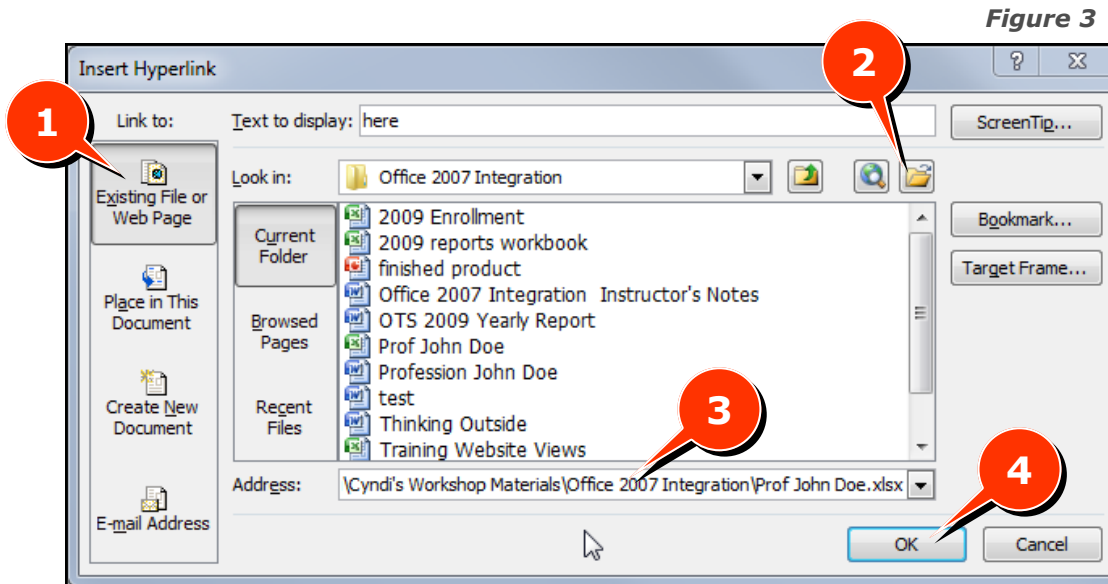 Figure 3
Insert Hyperlink
1
2
Link to:
Text to display: here
ScreenTip...
Existing File or
Web Page
Look in:
Office 2007 Integration
Current
Folder
2009 Enrollment
2009 reports workbook
finished product
Office 2007 Integration Instructor's Notes
OTS 2009 Yearly Report
Prof John Doe
Profession John Doe
test
Thinking Outside
Training Website Views
Bookmark...
Target Frame...
Place in This
Document
Browsed
Pages
Create New
Document
Recent
Files
3
Address:
\Cyndi's Workshop Materials\Office 2007 Integration\Prof John Doe.xlsx
4
E-mail Address
OK
Cancel